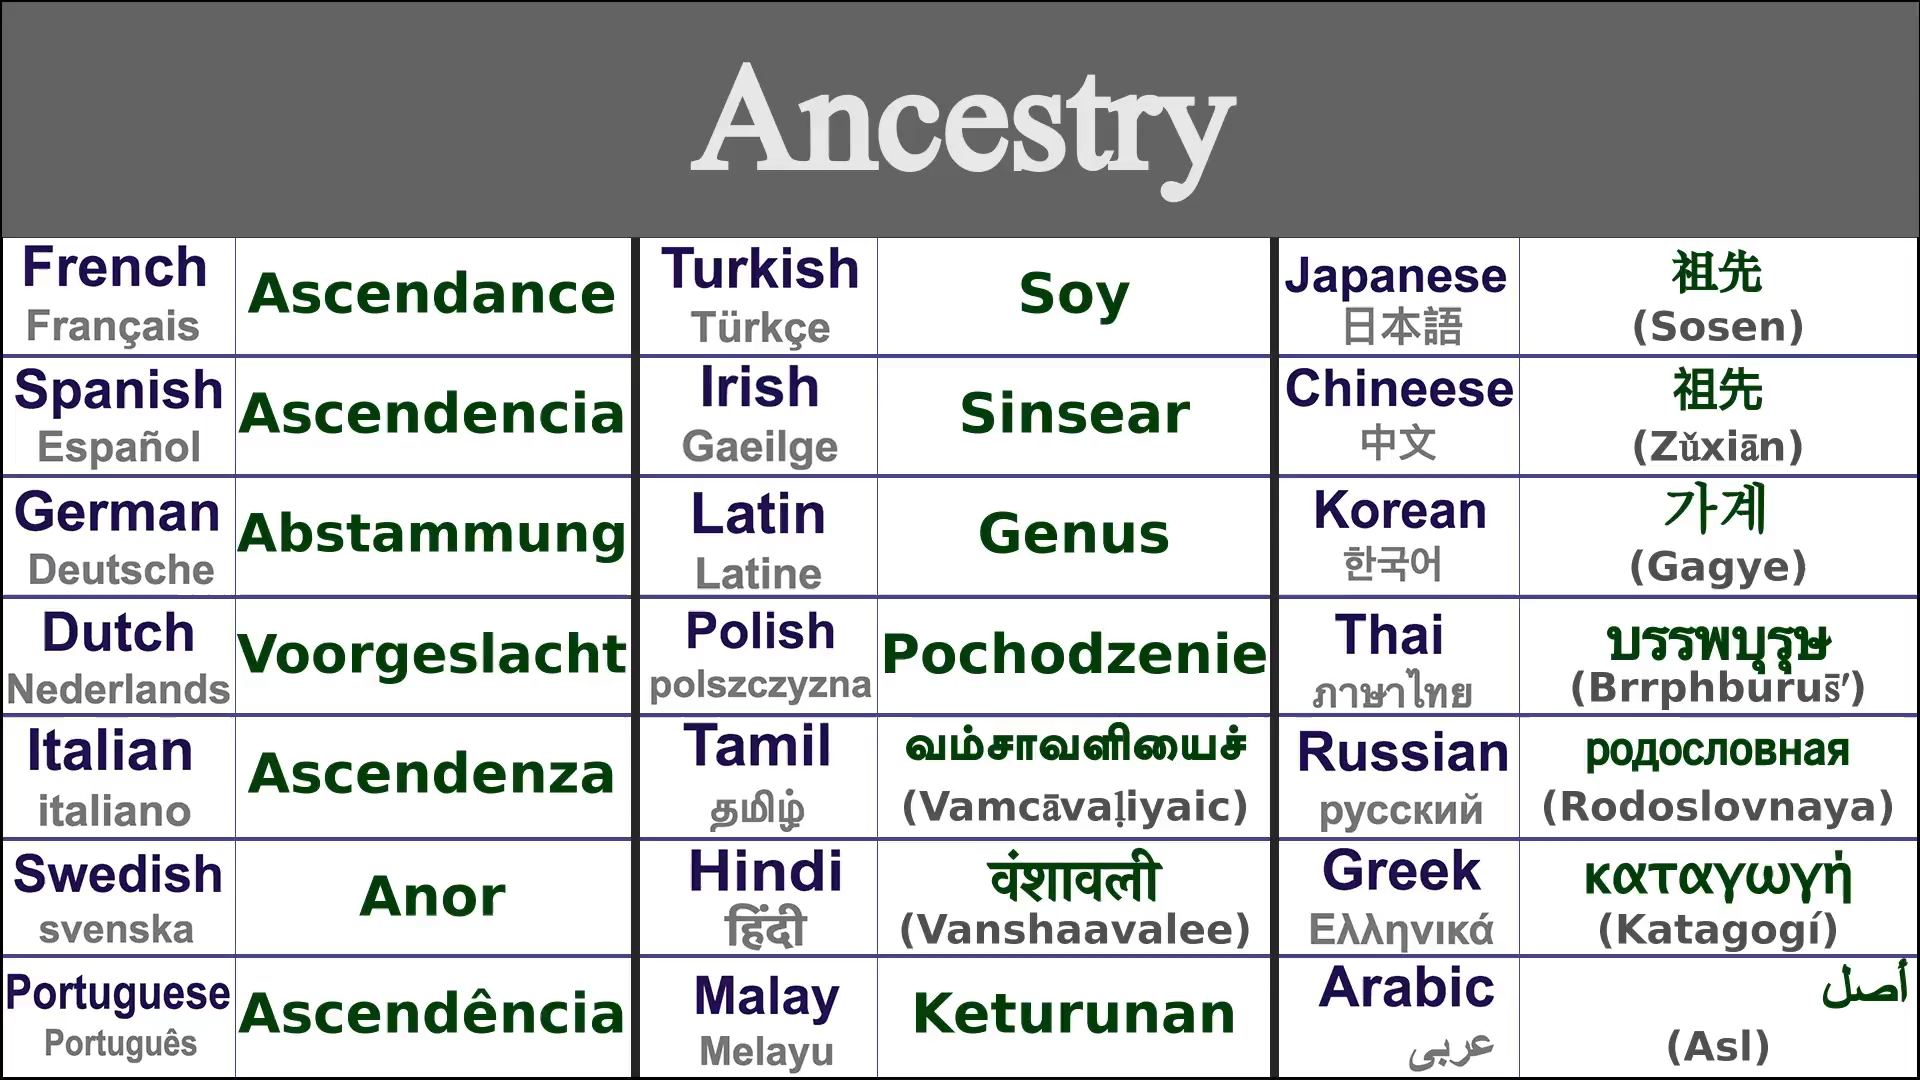 Ancestry
French
Français
Ascendance
Turkish
Türkçe
Soy
Japanese
日本語
祖先
(Sosen)
Spanish
Español
Ascendencia
Irish
Gaeilge
Sinsear
Chineese
中文
祖先
(Zǔxiān)
German
Deutsche
Abstammung
Latin
Latine
Genus
Korean
한국어
가계
(Gagye)
Dutch
Nederlands
Voorgeslacht
Polish
polszczyzna
Pochodzenie
Thai
ภาษาไทย
บรรพบุรุษ
(Brrphburus̄ʹ)
Italian
italiano
Ascendenza
Tamil
தமிழ்
வம்சாவளியைச்
(Vamcāvaḷiyaic)
Russian
русский
родословная
(Rodoslovnaya)
Swedish
svenska
Anor
Hindi
हिंदी
वंशावली
(Vanshaavalee)
Greek
Ελληνικά
καταγωγή
(Katagogí)
Portuguese
Português
Ascendência
Malay
Melayu
Keturunan
Arabic
عربى
أصل
(Asl)